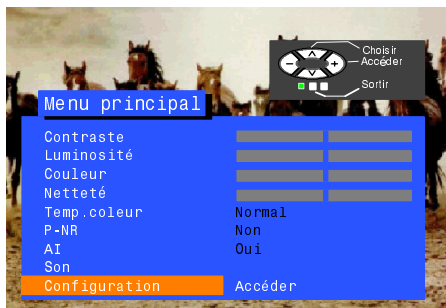 Choisir
Accéder
Sortir
Menu principal
Contraste
Luminosité
Couleur
Netteté
Temp.coleur Normal
P-NR Non
AI Oui
Son
Configuration Accéder